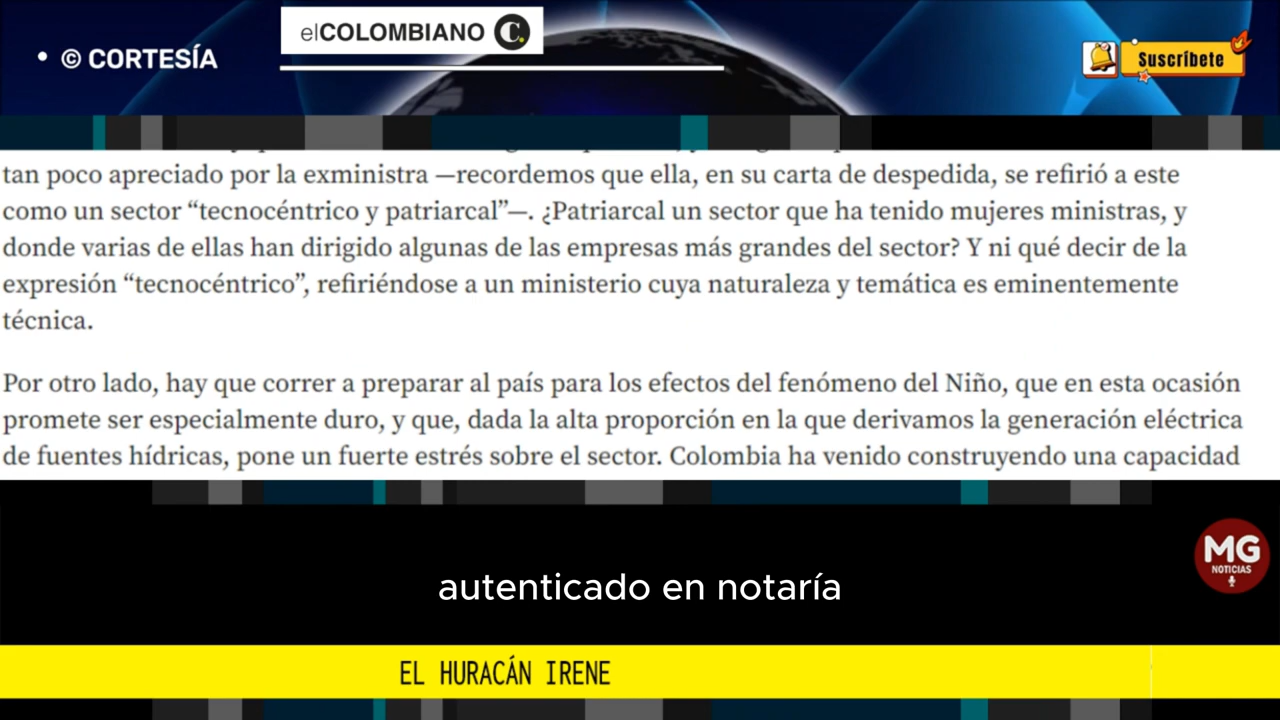 elCOLOMBIANO C.
• © CORTESÍA
Suscríbete
tan poco apreciado por la exministra —recordemos que ella, en su carta de despedida, se refirió a este
como un sector “tecnocéntrico y patriarcal”—. ¿Patriarcal un sector que ha tenido mujeres ministras, y
donde varias de ellas han dirigido algunas de las empresas más grandes del sector? Y ni qué decir de la
expresión “tecnocéntrico”, refiriéndose a un ministerio cuya naturaleza y temática es eminentemente
técnica.
Por otro lado, hay que correr a preparar al país para los efectos del fenómeno del Niño, que en esta ocasión
promete ser especialmente duro, y que, dada la alta proporción en la que derivamos la generación eléctrica
de fuentes hídricas, pone un fuerte estrés sobre el sector. Colombia ha venido construyendo una capacidad
MG
NOTICIAS
autenticado en notaría
EL HURACÁN IRENE